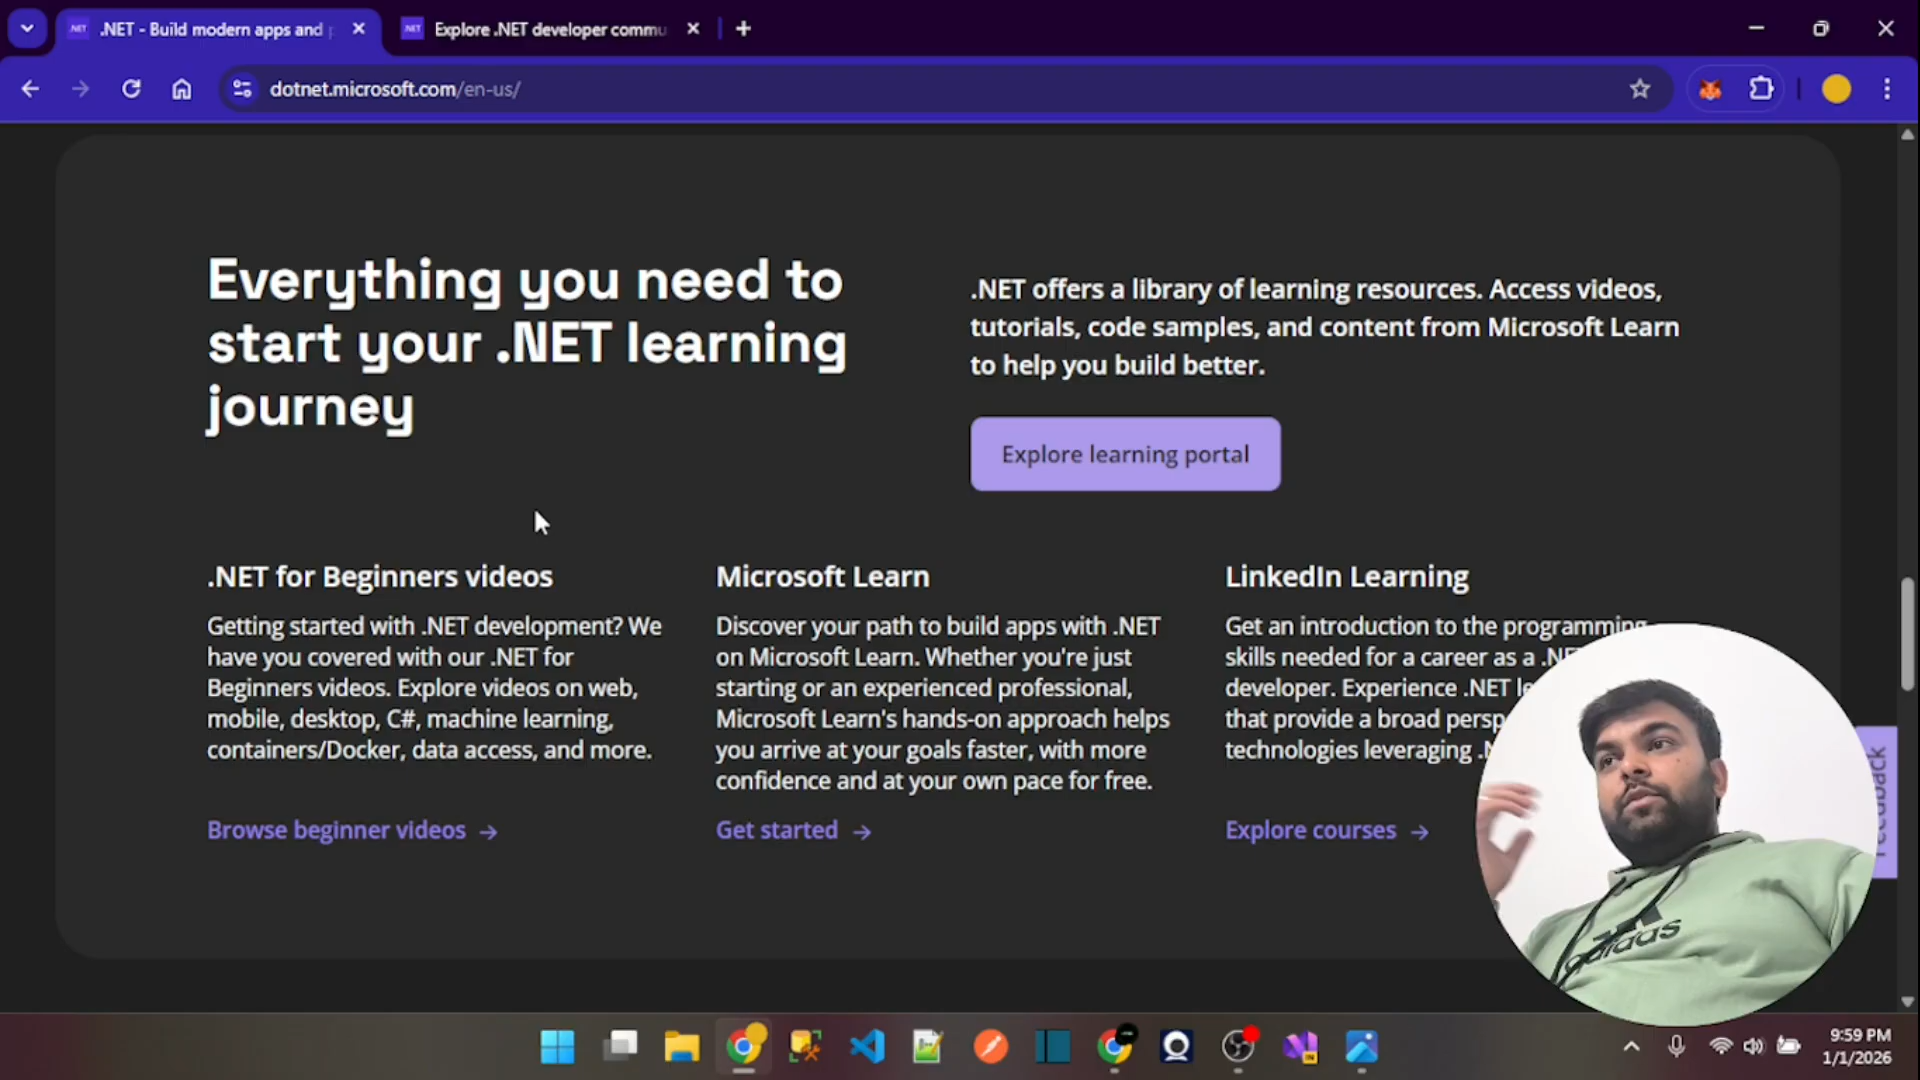 .NET - Build modern apps and
Explore .NET developer commu
dotnet.microsoft.com/en-us/
Everything you need to
start your .NET learning
journey
.NET offers a library of learning resources. Access videos,
tutorials, code samples, and content from Microsoft Learn
to help you build better.
Explore learning portal
.NET for Beginners videos
Getting started with .NET development? We
have you covered with our .NET for
Beginners videos. Explore videos on web,
mobile, desktop, C#, machine learning,
containers/Docker, data access, and more.
Browse beginner videos →
Microsoft Learn
Discover your path to build apps with .NET
on Microsoft Learn. Whether you're just
starting or an experienced professional,
Microsoft Learn's hands-on approach helps
you arrive at your goals faster, with more
confidence and at your own pace for free.
Get started →
LinkedIn Learning
Get an introduction to the programming
skills needed for a career as a
developer. Experience .NET
that provide a broad
technologies leveraging
Explore courses →
Feedback
adidas
9:59 PM
1/1/2026